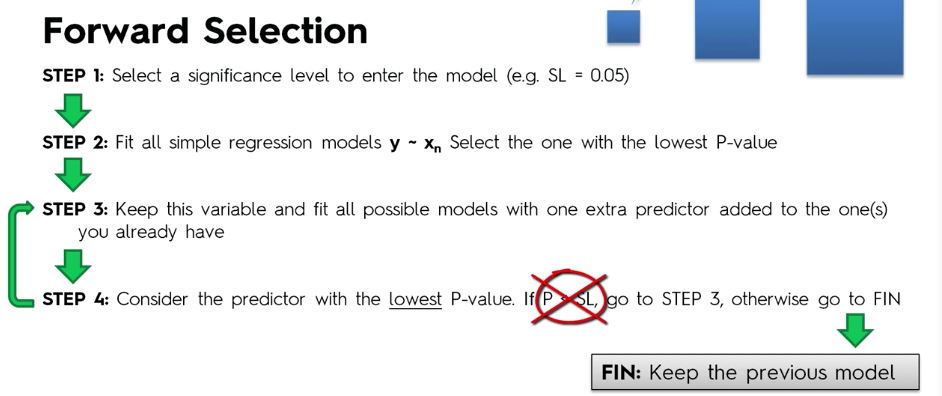 Forward Selection
STEP 1: Select a significance level to enter the model (e.g. SL = 0.05)
STEP 2: Fit all simple regression models y ~ xn Select the one with the lowest P-value
STEP 3: Keep this variable and fit all possible models with one extra predictor added to the one(s)
you already have
STEP 4: Consider the predictor with the lowest P-value. If P < SL, go to STEP 3, otherwise go to FIN
FIN: Keep the previous model